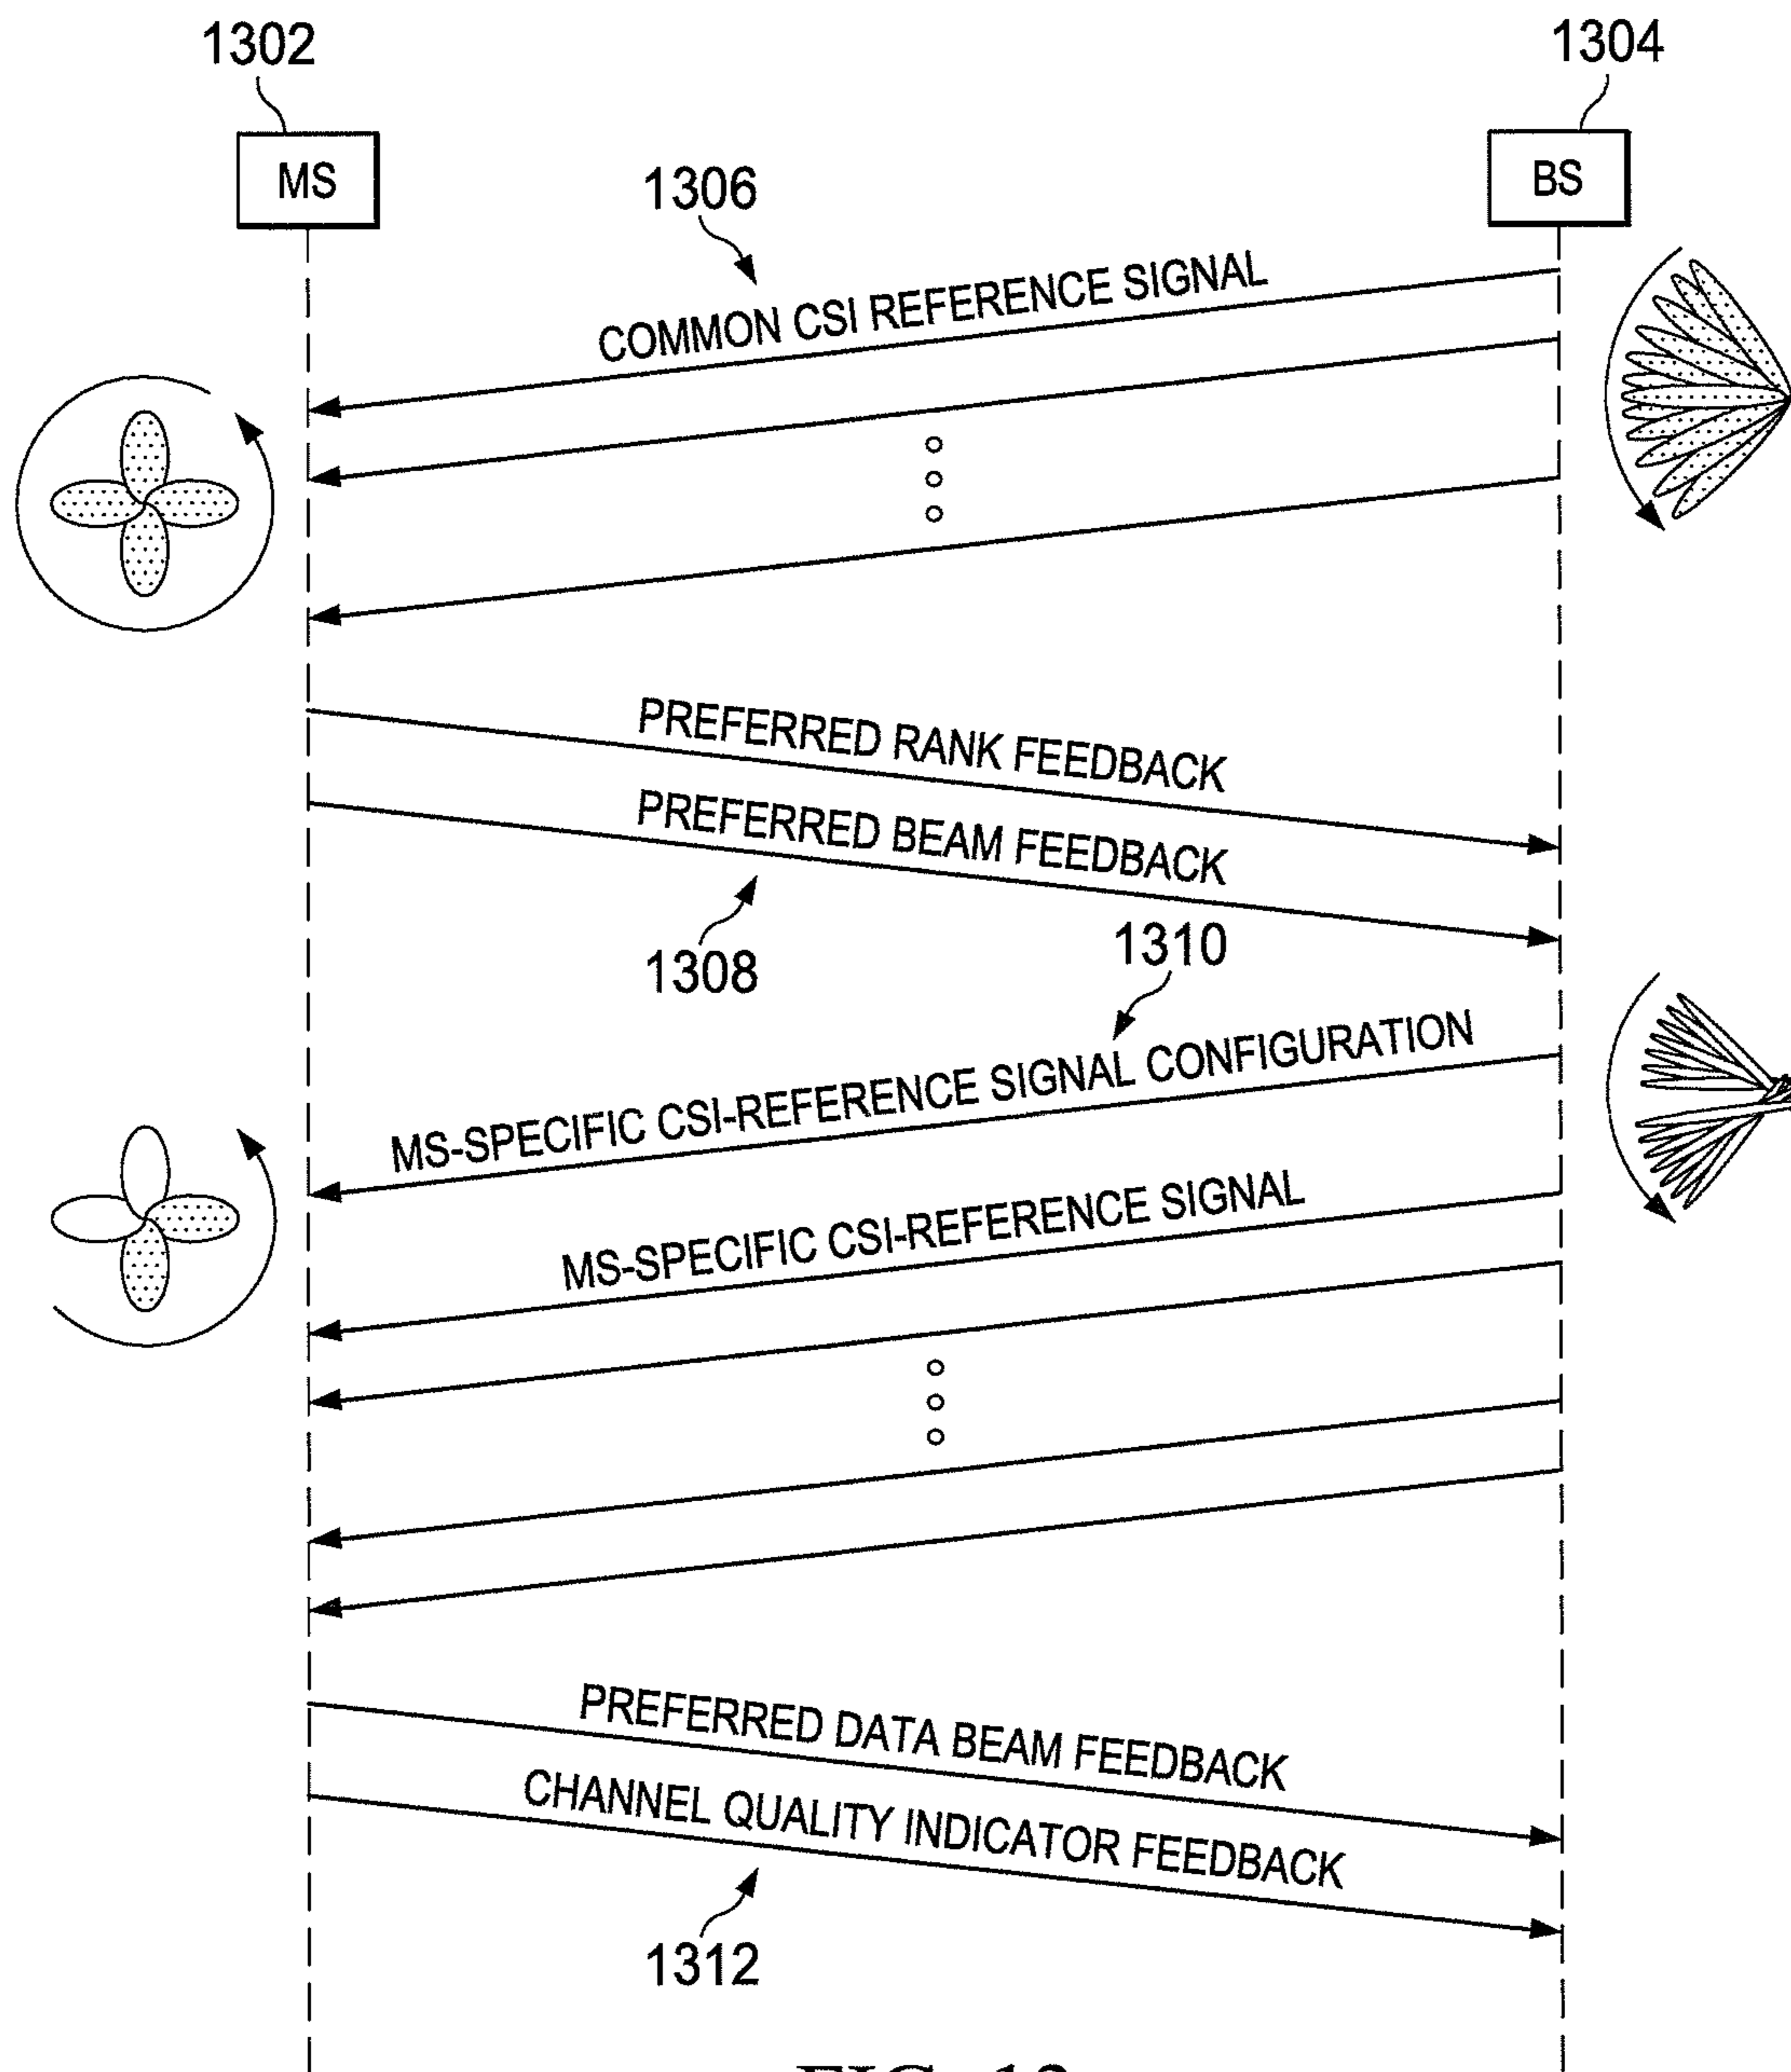 1302
1304
MS
BS
1306
COMMON CSI REFERENCE SIGNAL
PREFERRED RANK FEEDBACK
PREFERRED BEAM FEEDBACK
1308
1310
MS-SPECIFIC CSI-REFERENCE SIGNAL CONFIGURATION
MS-SPECIFIC CSI-REFERENCE SIGNAL
PREFERRED DATA BEAM FEEDBACK
CHANNEL QUALITY INDICATOR FEEDBACK
1312